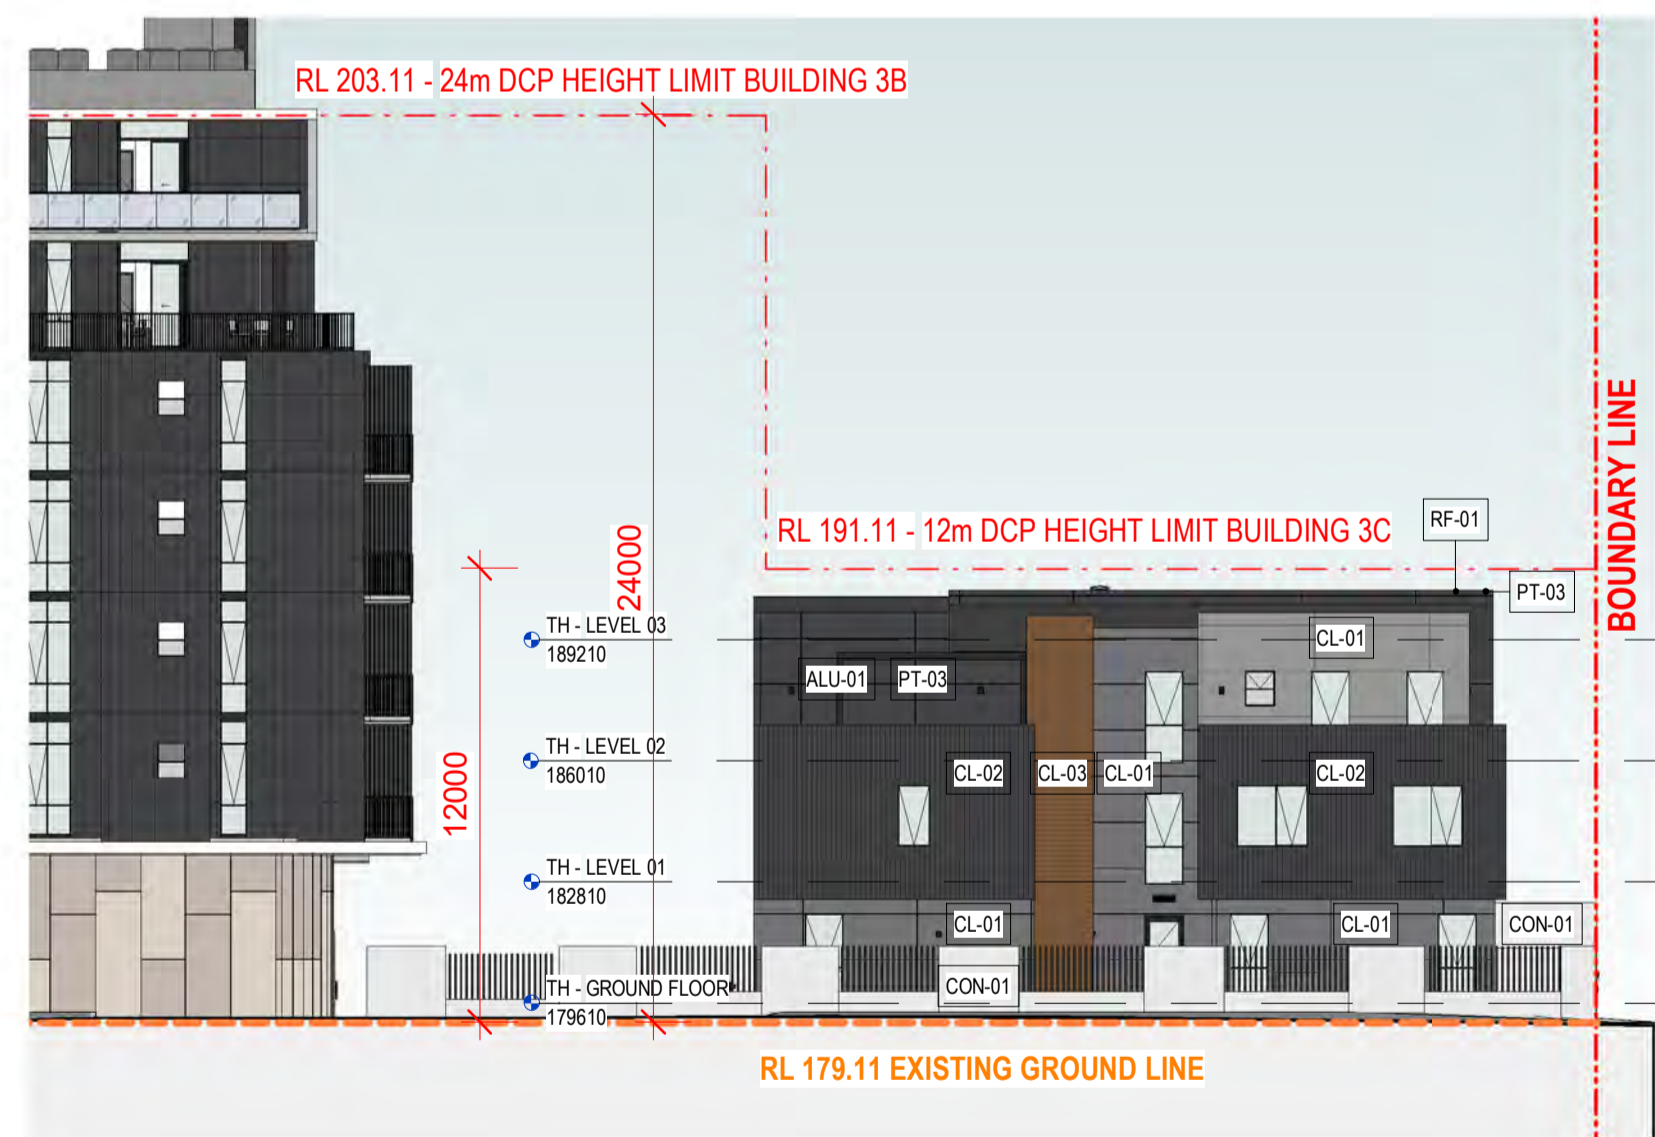 RL 203.11 - 24m DCP HEIGHT LIMIT BUILDING 3B
RL 191.11 - 12m DCP HEIGHT LIMIT BUILDING 3C
RF-01
PT-03
BOUNDARY LINE
24000
12000
TH - LEVEL 03
189210
CL-01
ALU-01
PT-03
TH - LEVEL 02
186010
CL-02
CL-03
CL-01
CL-02
TH - LEVEL 01
182810
CL-01
CL-01
CON-01
TH - GROUND FLOOR
179610
CON-01
RL 179.11 EXISTING GROUND LINE